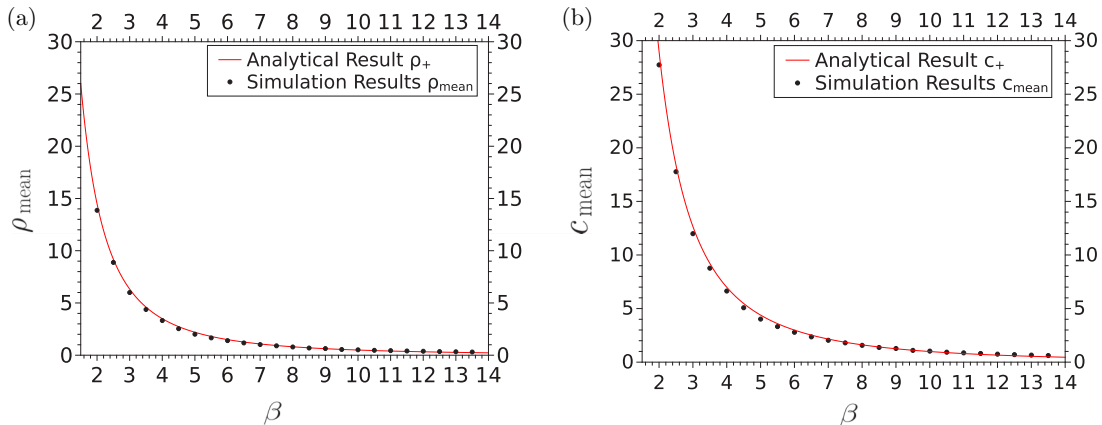 (a)
2 3 4 5 6 7 8 9 10 11 12 13 14
30 30
Analytical Result ρ+
Simulation Results ρmean
25 25
20 20
15 15
10 10
5 5
0 0
2 3 4 5 6 7 8 9 10 11 12 13 14
ρmean
β
(b)
2 3 4 5 6 7 8 9 10 11 12 13 14
30 30
Analytical Result c+
Simulation Results cmean
25 25
20 20
15 15
10 10
5 5
0 0
2 3 4 5 6 7 8 9 10 11 12 13 14
cmean
β